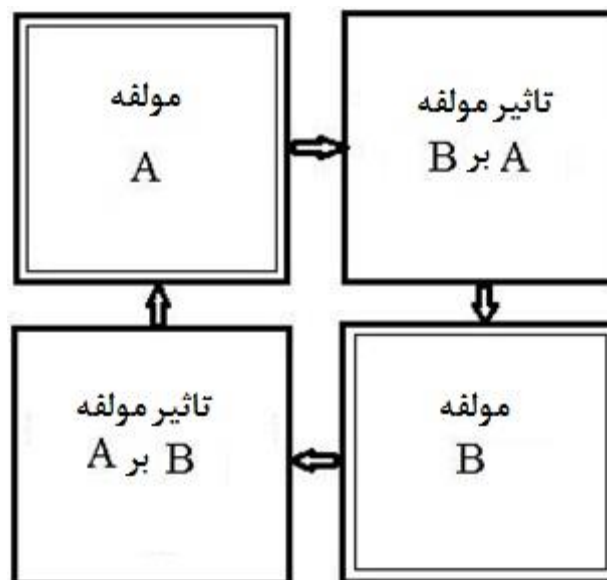 مولفه
A
تاثیر مولفه
A بر B
مولفه
B
تاثیر مولفه
B بر A